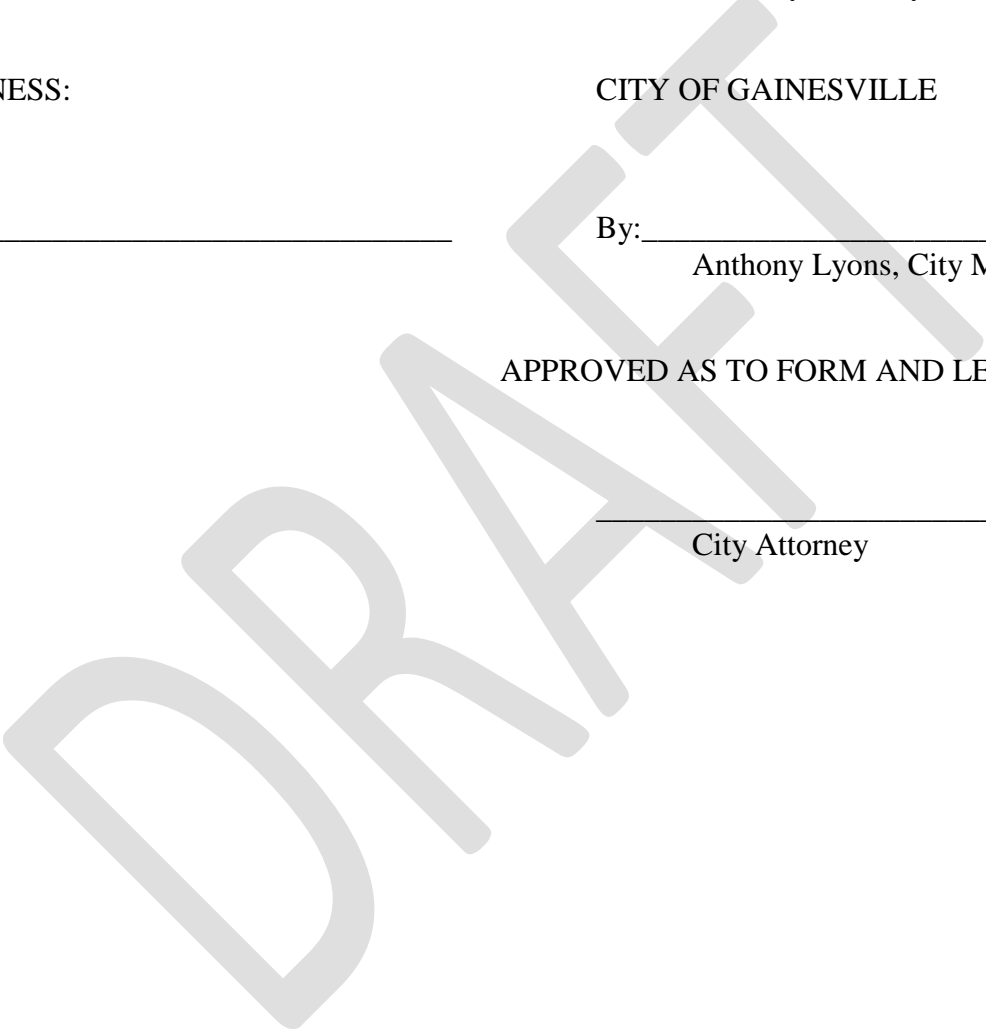 NESS: CITY OF GAINESVILLE
By:
Anthony Lyons, City M
APPROVED AS TO FORM AND LE
City Attorney
DRAFT